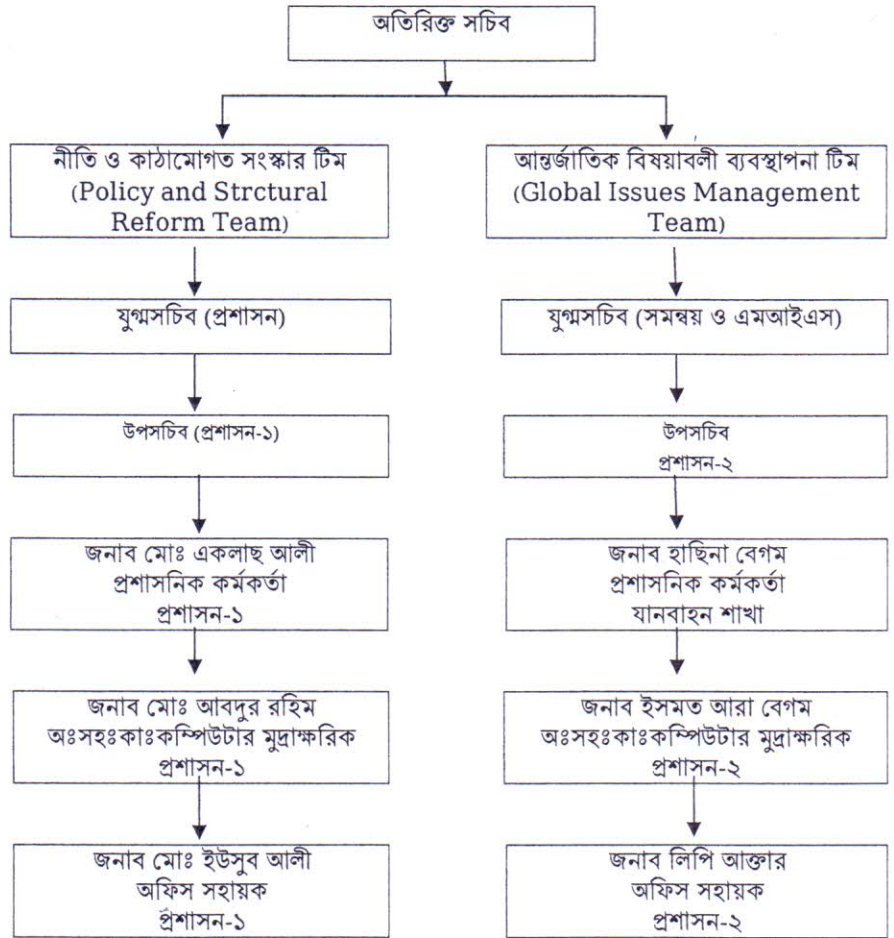 অতিরিক্ত সচিব
নীতি ও কাঠামোগত সংস্কার টিম
(Policy and Strctural
Reform Team)
যুগ্মসচিব (প্রশাসন)
উপসচিব (প্রশাসন-১)
জনাব মোঃ একলাছ আলী
প্রশাসনিক কর্মকর্তা
প্রশাসন-১
জনাব মোঃ আবদুর রহিম
অঃসহঃকাঃকম্পিউটার মুদ্রাক্ষরিক
প্রশাসন-১
জনাব মোঃ ইউসুব আলী
অফিস সহায়ক
প্রশাসন-১
আন্তর্জাতিক বিষয়াবলী ব্যবস্থাপনা টিম
(Global Issues Management
Team)
যুগ্মসচিব (সমন্বয় ও এমআইএস)
উপসচিব
প্রশাসন-২
জনাব হাছিনা বেগম
প্রশাসনিক কর্মকর্তা
যানবাহন শাখা
জনাব ইসমত আরা বেগম
অঃসহঃকাঃকম্পিউটার মুদ্রাক্ষরিক
প্রশাসন-২
জনাব লিপি আক্তার
অফিস সহায়ক
প্রশাসন-২